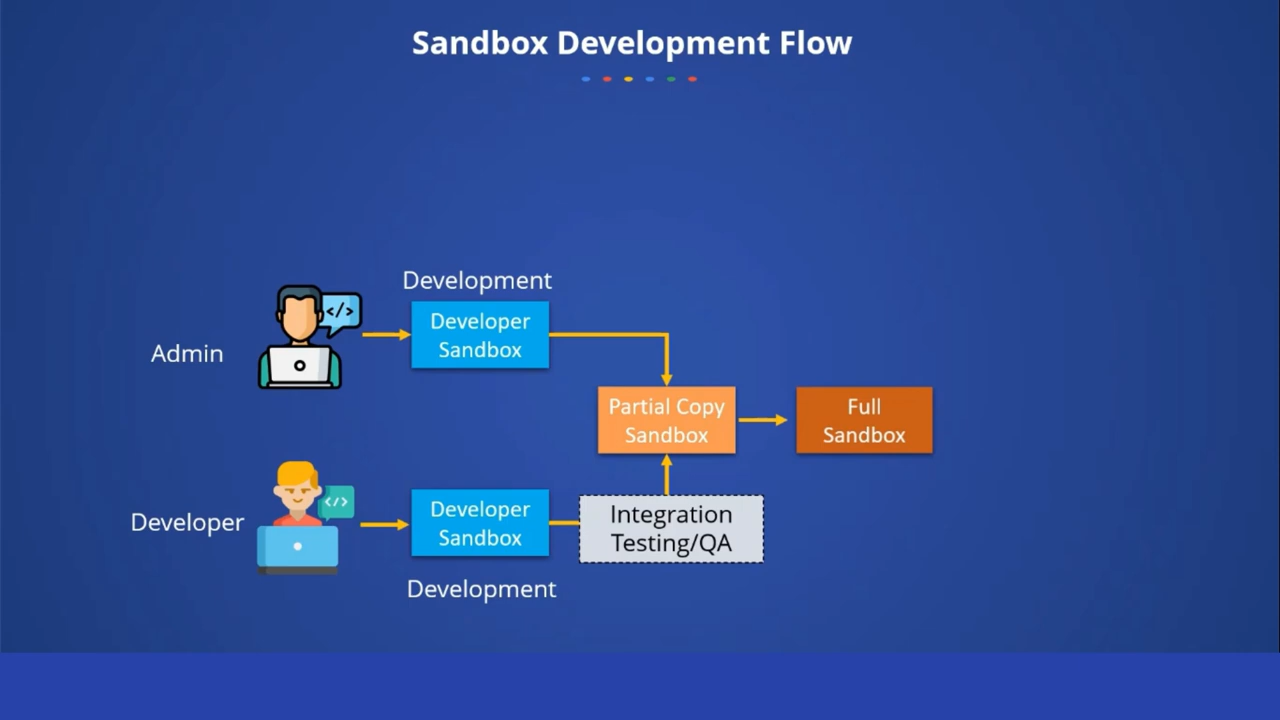 Sandbox Development Flow
Development
</>
Developer
Sandbox
Admin
Partial Copy
Sandbox
Full
Sandbox
</>
Developer
Developer
Sandbox
Integration
Testing/QA
Development